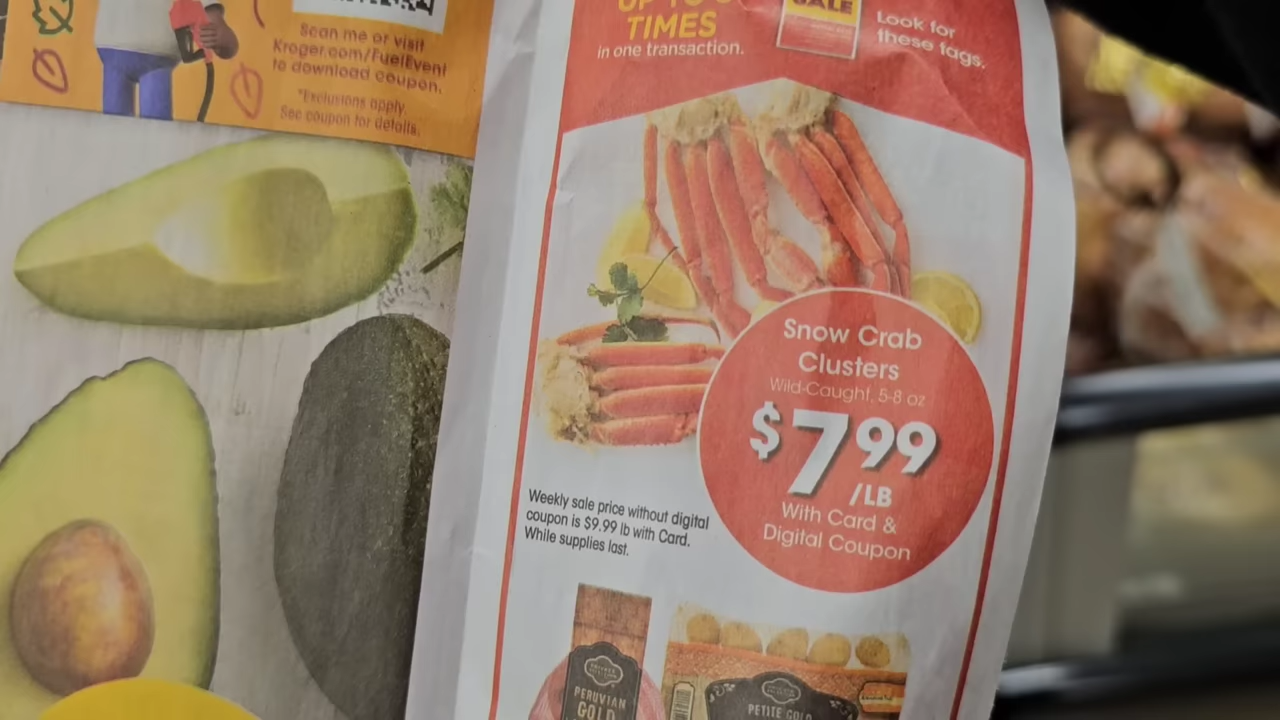 Scan me or visit
Kroger.com/FuelEvent
to download coupon.
*Exclusions apply.
See coupon for details.
UP TO
TIMES
in one transaction.
SALE
Look for
these tags.
Snow Crab
Clusters
Wild-Caught, 5-8 oz
$7.99
/LB
With Card &
Digital Coupon
Weekly sale price without digital
coupon is $9.99 lb with Card.
While supplies last.
PERUVIAN
GOLD
PETITE GOLD